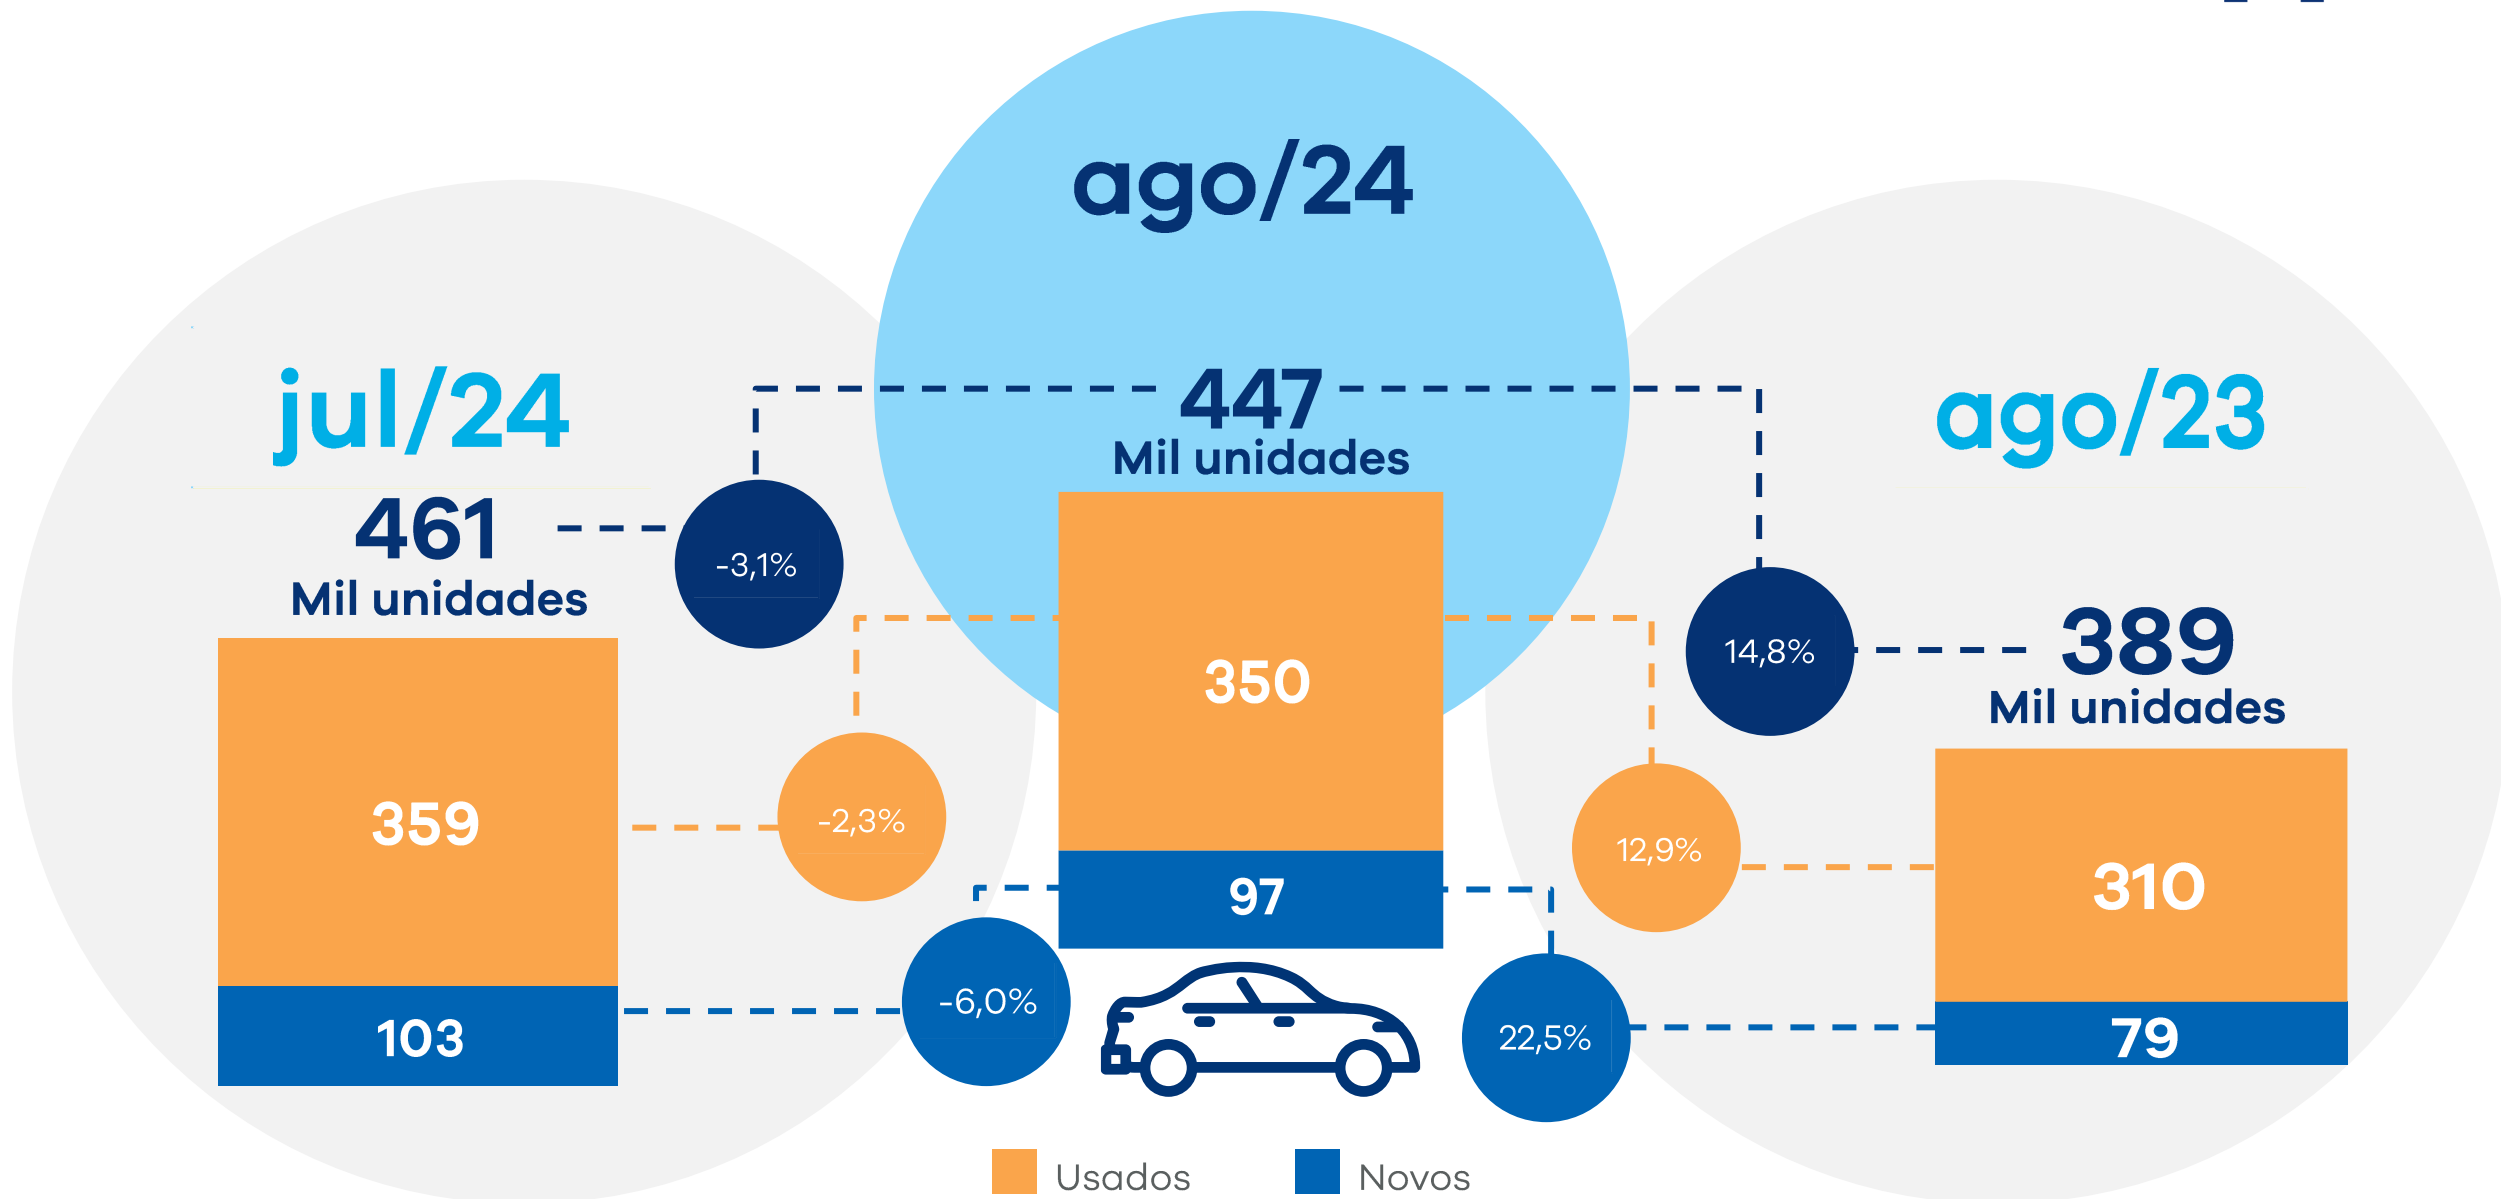 ago/24
447
Mil unidades
350
97
jul/24
461
Mil unidades
359
103
-3,1%
-2,3%
-6,0%
ago/23
389
Mil unidades
310
79
14,8%
12,9%
22,5%
Usados
Novos